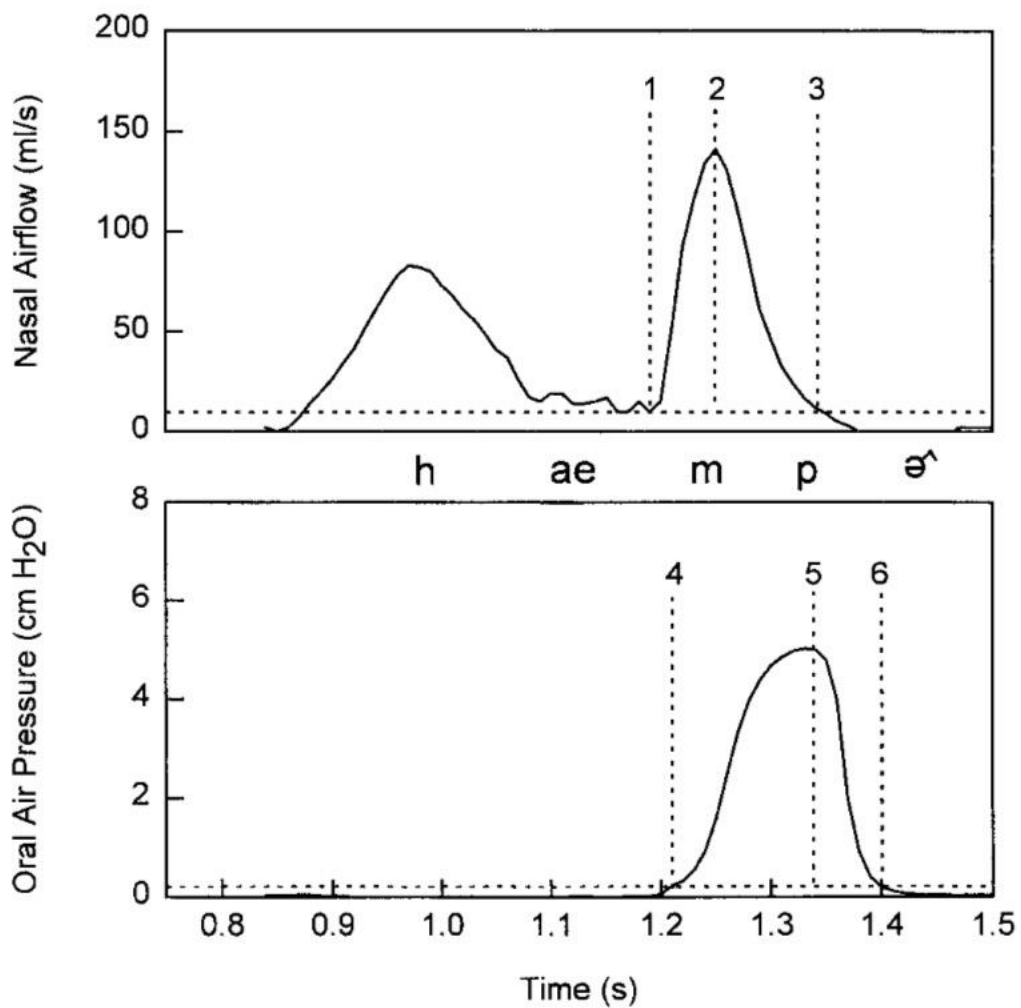 200
150
100
50
0
Nasal Airflow (ml/s)
1 2 3
h ae m p ɚ
8
6
4
2
0
Oral Air Pressure (cm H₂O)
4 5 6
0.8 0.9 1.0 1.1 1.2 1.3 1.4 1.5
Time (s)